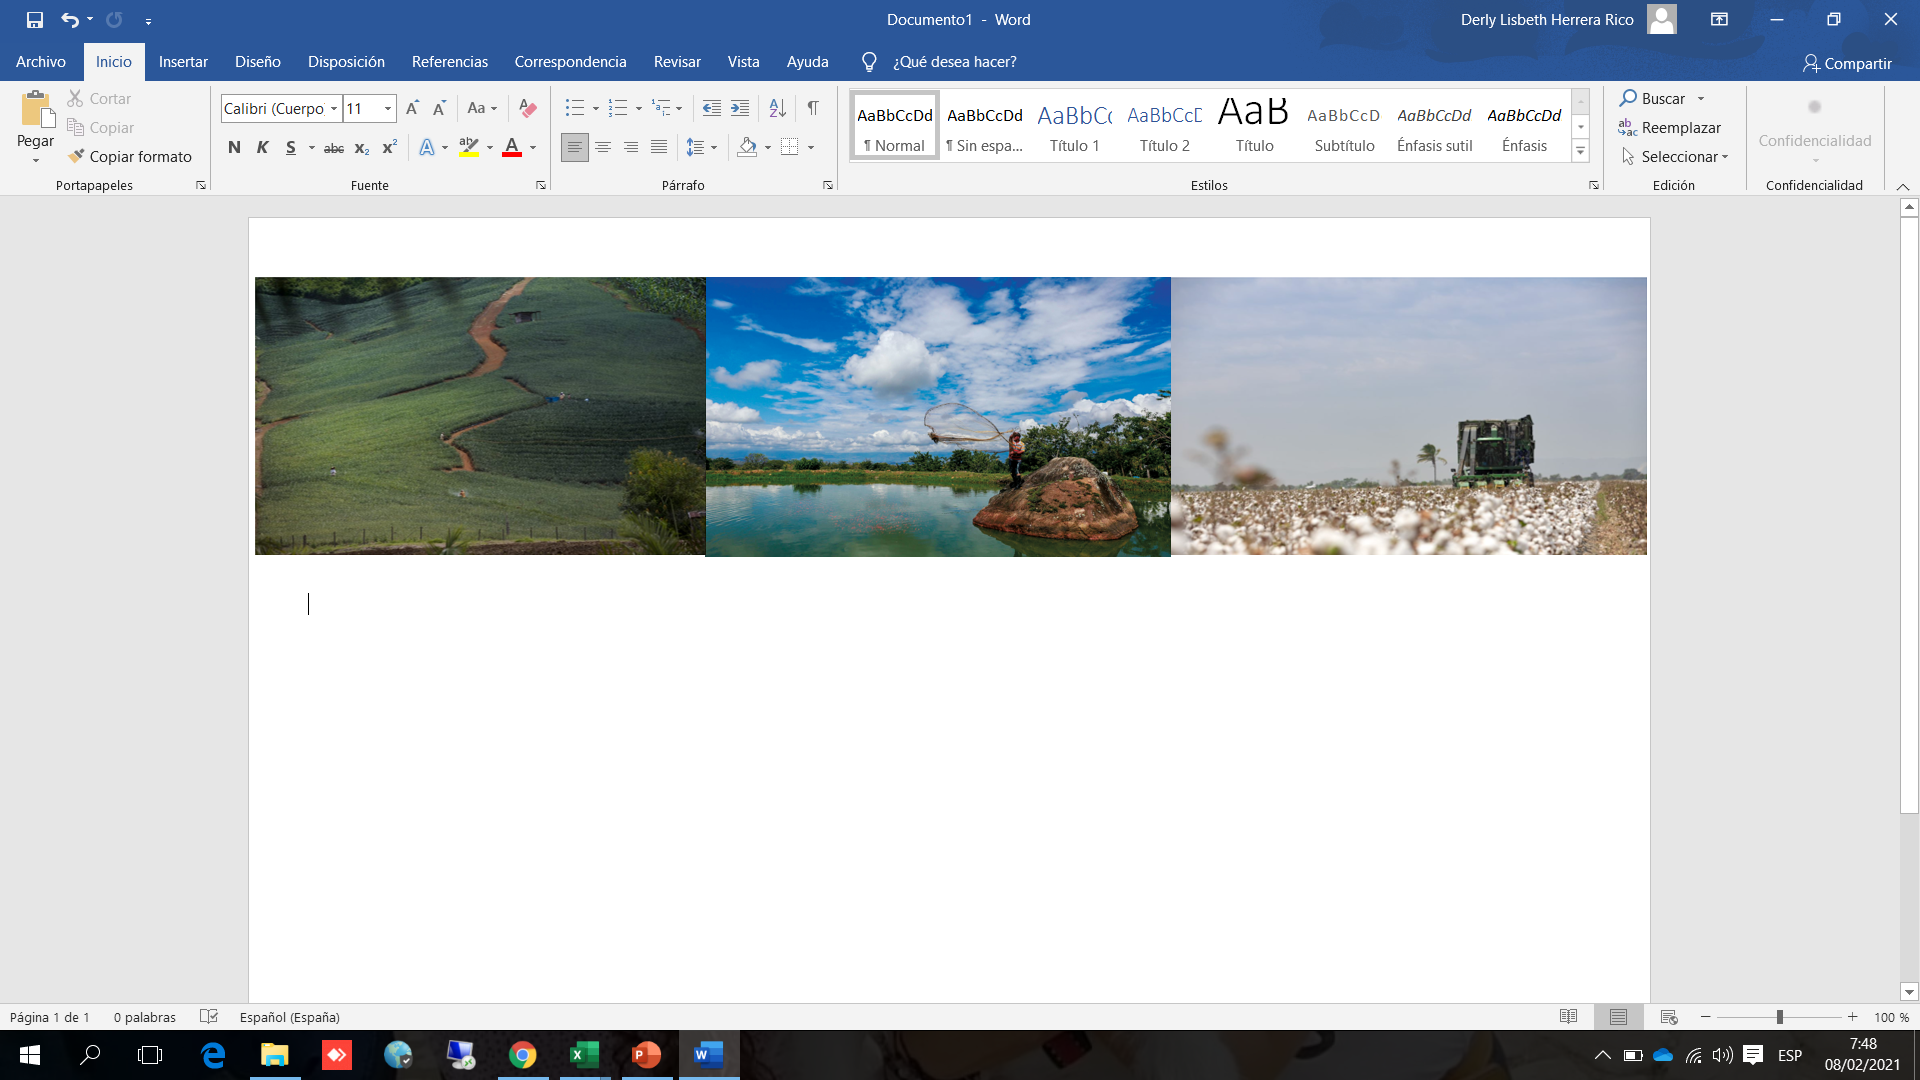 Documento1 - Word
Derly Lisbeth Herrera Rico
Archivo Inicio Insertar Diseño Disposición Referencias Correspondencia Revisar Vista Ayuda ¿Qué desea hacer? Compartir
Pegar
Cortar
Copiar
Copiar formato
Portapapeles
Calibri (Cuerpo 11
Aa
N K S abc x₂ x²
Fuente
Párrafo
AaBbCcDd AaBbCcDd AaBbCc AaBbCcD AaB AaBbCcD AaBbCcDd AaBbCcDd
¶ Normal ¶ Sin espa... Título 1 Título 2 Título Subtítulo Énfasis sutil Énfasis
Estilos
Buscar
Reemplazar
Seleccionar
Edición
Confidencialidad
Confidencialidad
Página 1 de 1 0 palabras Español (España) 100 %
ESP
7:48
08/02/2021